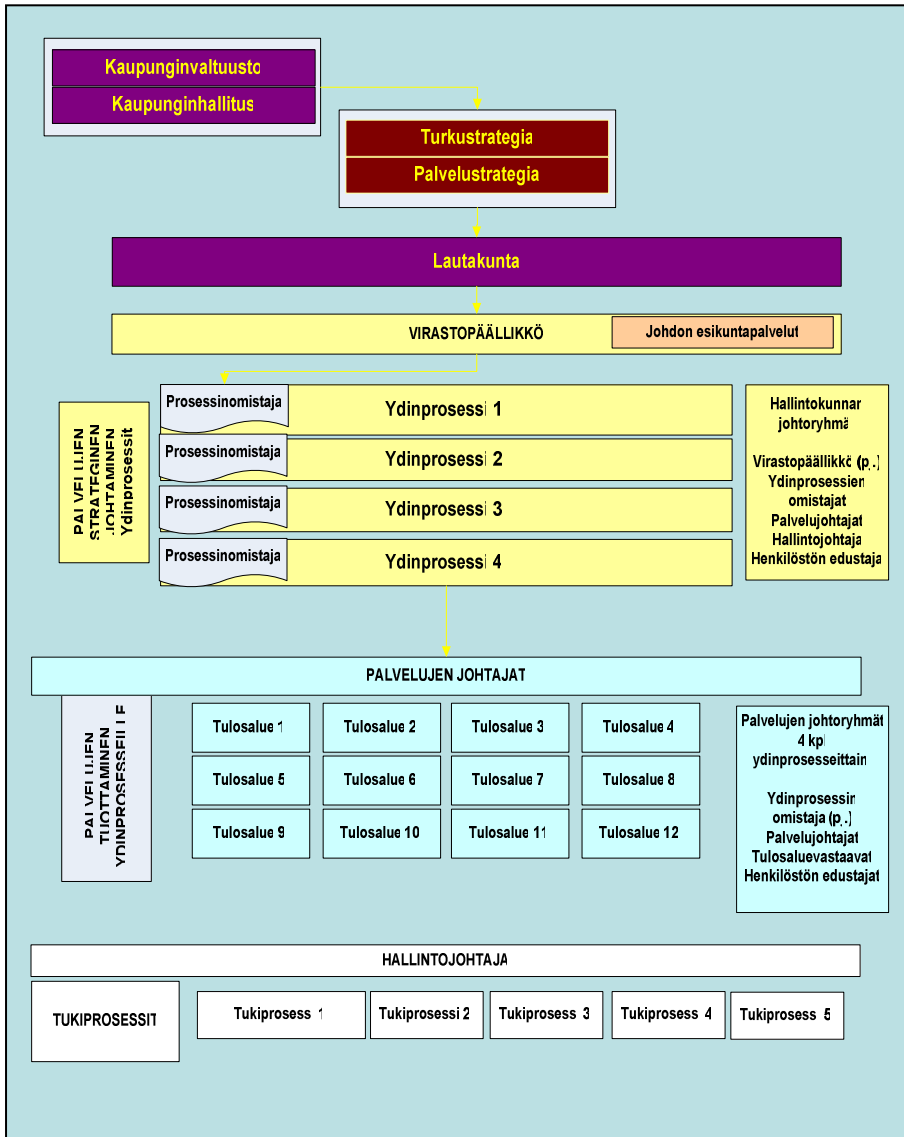 Kaupunginvaltuusto
Kaupunginhallitus
Turkustrategia
Palvelustrategia
Lautakunta
VIRASTOPÄÄLLIKKÖ
Johdon esikuntapalvelut
PALVELUJEN
STRATEGINEN
JOHTAMINEN
Ydinprosessit
Prosessinomistaja
Ydinprosessi 1
Prosessinomistaja
Ydinprosessi 2
Prosessinomistaja
Ydinprosessi 3
Prosessinomistaja
Ydinprosessi 4
Hallintokunnan
johtoryhmä
Virastopäällikkö (pj.)
Ydinprosessien
omistajat
Palvelujohtajat
Hallintojohtaja
Henkilöstön edustaja
PALVELUJEN JOHTAJAT
PALVELUJEN
TUOTTAMINEN
YDINPROSESSEILLE
Tulosalue 1
Tulosalue 2
Tulosalue 3
Tulosalue 4
Tulosalue 5
Tulosalue 6
Tulosalue 7
Tulosalue 8
Tulosalue 9
Tulosalue 10
Tulosalue 11
Tulosalue 12
Palvelujen johtoryhmät
4 kpl
ydinprosesseittain
Ydinprosessin
omistaja (pj.)
Palvelujohtajat
Tulosaluevastaavat
Henkilöstön edustajat
HALLINTOJOHTAJA
TUKIPROSESSIT
Tukiprosess 1
Tukiprosessi 2
Tukiprosess 3
Tukiprosess 4
Tukiprosess 5